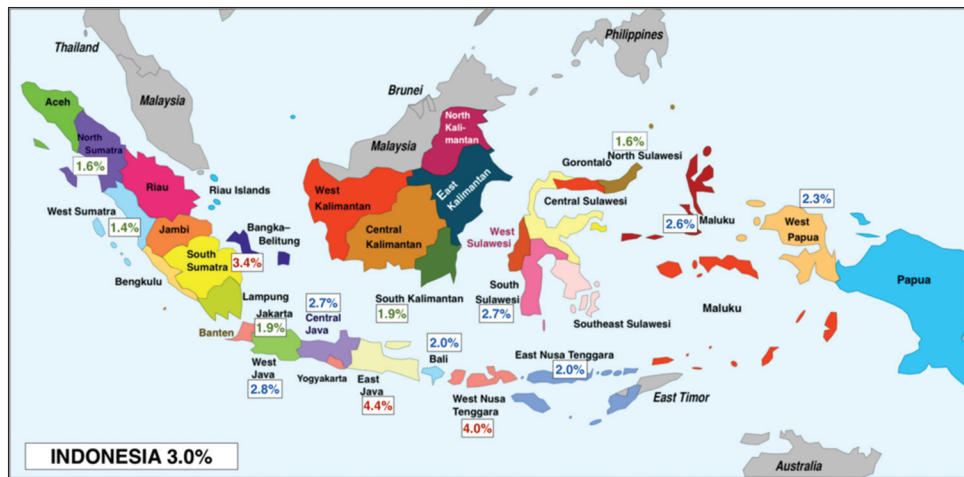 Thailand
Philippines
Malaysia
Brunei
Aceh
North
Sumatra
1.6%
Riau
Riau Islands
West Sumatra
1.4%
Jambi
Bangka–
Belitung
South
Sumatra
3.4%
Bengkulu
Lampung
Banten
Jakarta
1.9%
West
Java
2.8%
2.7%
Central
Java
Yogyakarta
East
Java
4.4%
Malaysia
North
Kali-
mantan
West
Kalimantan
East
Kalimantan
Central
Kalimantan
South Kalimantan
1.9%
1.6%
North Sulawesi
Gorontalo
Central Sulawesi
West
Sulawesi
South
Sulawesi
2.7%
Southeast Sulawesi
2.0%
Bali
West Nusa
Tenggara
4.0%
East Nusa Tenggara
2.0%
East Timor
2.6%
Maluku
Maluku
2.3%
West
Papua
Papua
Australia
INDONESIA 3.0%